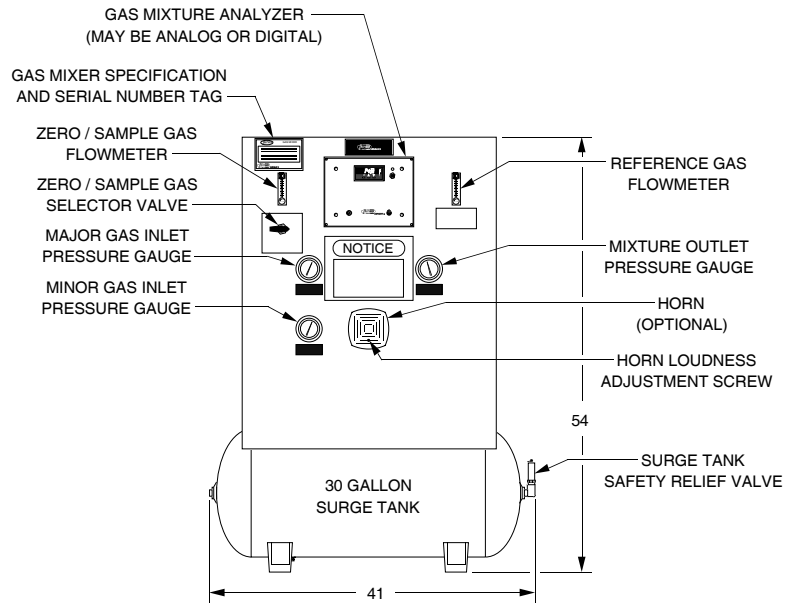 GAS MIXTURE ANALYZER
(MAY BE ANALOG OR DIGITAL)
GAS MIXER SPECIFICATION
AND SERIAL NUMBER TAG
ZERO / SAMPLE GAS
FLOWMETER
ZERO / SAMPLE GAS
SELECTOR VALVE
MAJOR GAS INLET
PRESSURE GAUGE
MINOR GAS INLET
PRESSURE GAUGE
REFERENCE GAS
FLOWMETER
NOTICE
MIXTURE OUTLET
PRESSURE GAUGE
HORN
(OPTIONAL)
HORN LOUDNESS
ADJUSTMENT SCREW
54
SURGE TANK
SAFETY RELIEF VALVE
30 GALLON
SURGE TANK
41